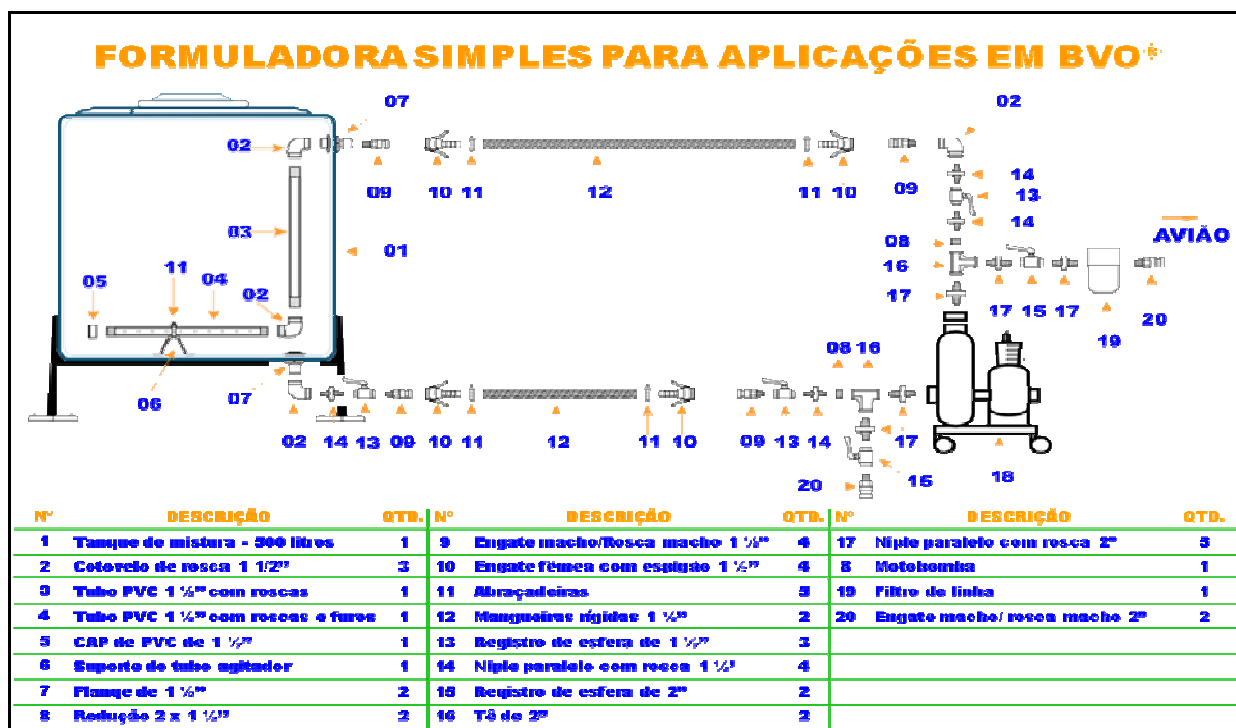 FORMULADORA SIMPLES PARA APLICAÇÕES EM BVO*
07 02
02
09 10 11 12 11 10 09 14
13
14
03 01 08 AVIÃO
16
05 11 04 02 17 17 15 17 19 20
08 16
06 07
02 14 13 09 10 11 12 11 10 09 13 14 17
20 15 18
Nº DESCRIÇÃO QTD. Nº DESCRIÇÃO QTD. Nº DESCRIÇÃO QTD.
1 Tanque de mistura - 500 litros 1 9 Engate macho/Rosca macho 1 ½” 4 17 Niple paralelo com rosca 2” 5
2 Cotovelo de rosca 1 1/2” 3 10 Engate fêmea com espigão 1 ½” 4 8 Motobomba 1
3 Tubo PVC 1 ½” com roscas 1 11 Abraçadeiras 5 19 Filtro de linha 1
4 Tubo PVC 1 ½” com roscas e furos 1 12 Mangueiras rígidas 1 ½” 2 20 Engate macho/ rosca macho 2” 2
5 CAP de PVC de 1 ½” 1 13 Registro de esfera de 1 ½” 3
6 Suporte do tubo agitador 1 14 Niple paralelo com rosca 1 ½’ 4
7 Flange de 1 ½” 2 15 Registro de esfera de 2” 2
8 Redução 2 x 1 ½” 2 16 Tê de 2” 2